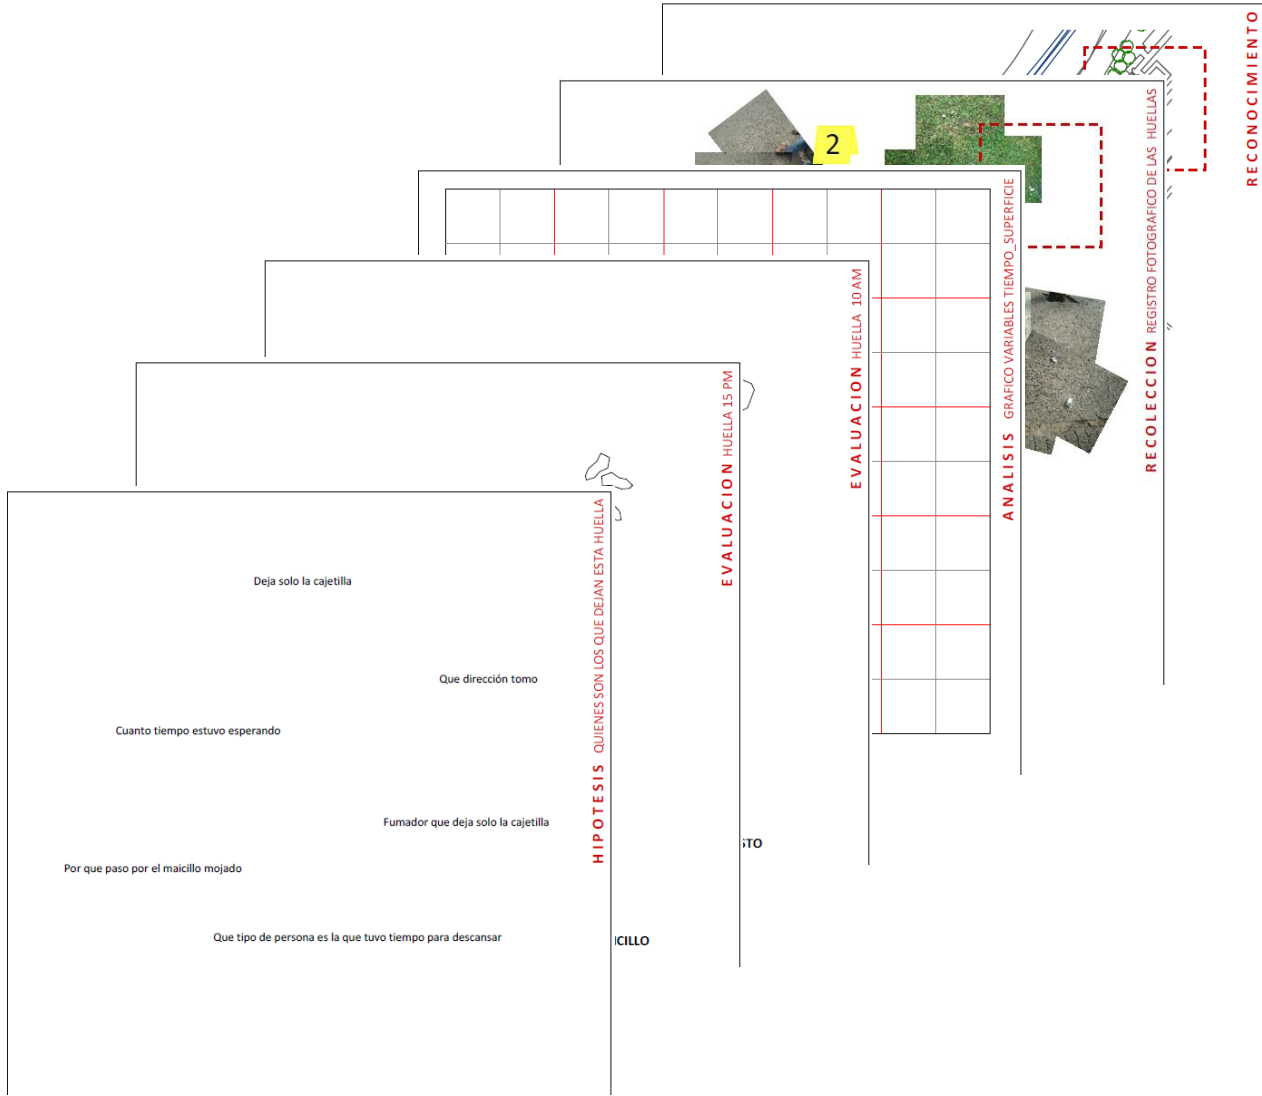 RECONOCIMIENTO
RECOLECCION REGISTRO FOTOGRAFICO DE LAS HUELLAS
2
ANALISIS GRAFICO VARIABLES TIEMPO_SUPERFICIE
EVALUACION HUELLA 10 AM
EVALUACION HUELLA 15 PM
HIPOTESIS QUIENES SON LOS QUE DEJAN ESTA HUELLA
Deja solo la cajetilla
Que dirección tomo
Cuanto tiempo estuvo esperando
Fumador que deja solo la cajetilla
STO
Por que paso por el maicillo mojado
Que tipo de persona es la que tuvo tiempo para descansar
ICILLO